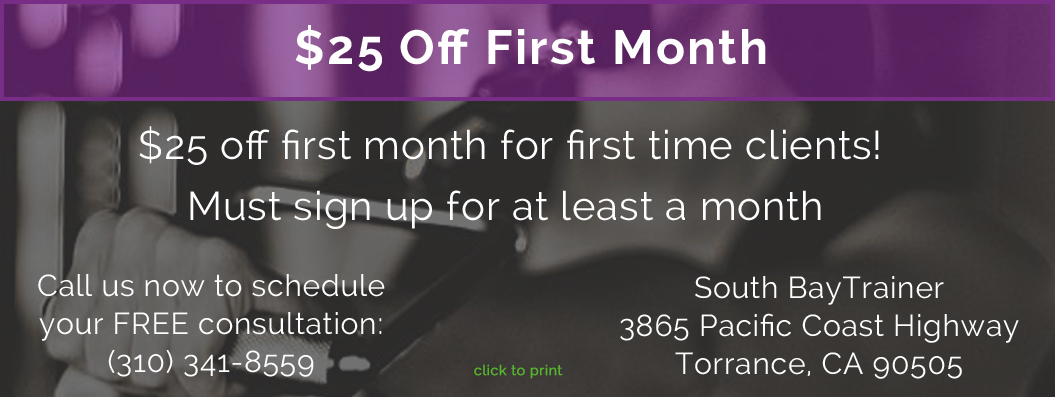 $25 Off First Month
$25 off first month for first time clients!
Must sign up for at least a month
Call us now to schedule
your FREE consultation:
(310) 341-8559
click to print
South BayTrainer
3865 Pacific Coast Highway
Torrance, CA 90505